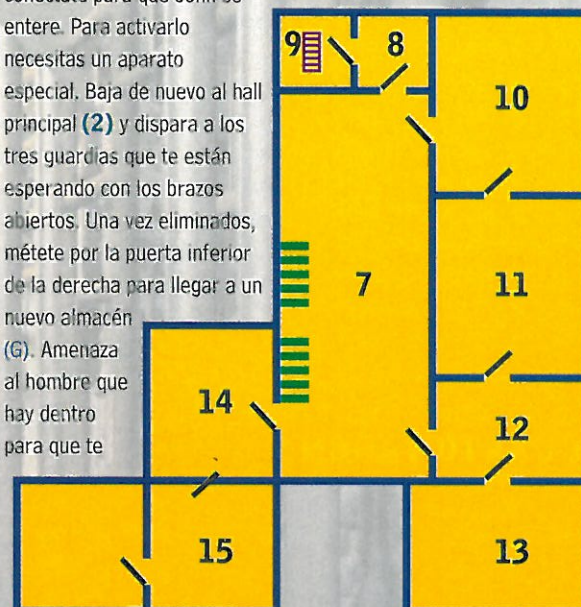 entere. Para activarlo
necesitas un aparato
especial. Baja de nuevo al hall
principal (2) y dispara a los
tres guardias que te están
esperando con los brazos
abiertos. Una vez eliminados,
métete por la puerta inferior
de la derecha para llegar a un
nuevo almacén
(G). Amenaza
al hombre que
hay dentro
para que te
9
8
10
7
11
14
12
15
13